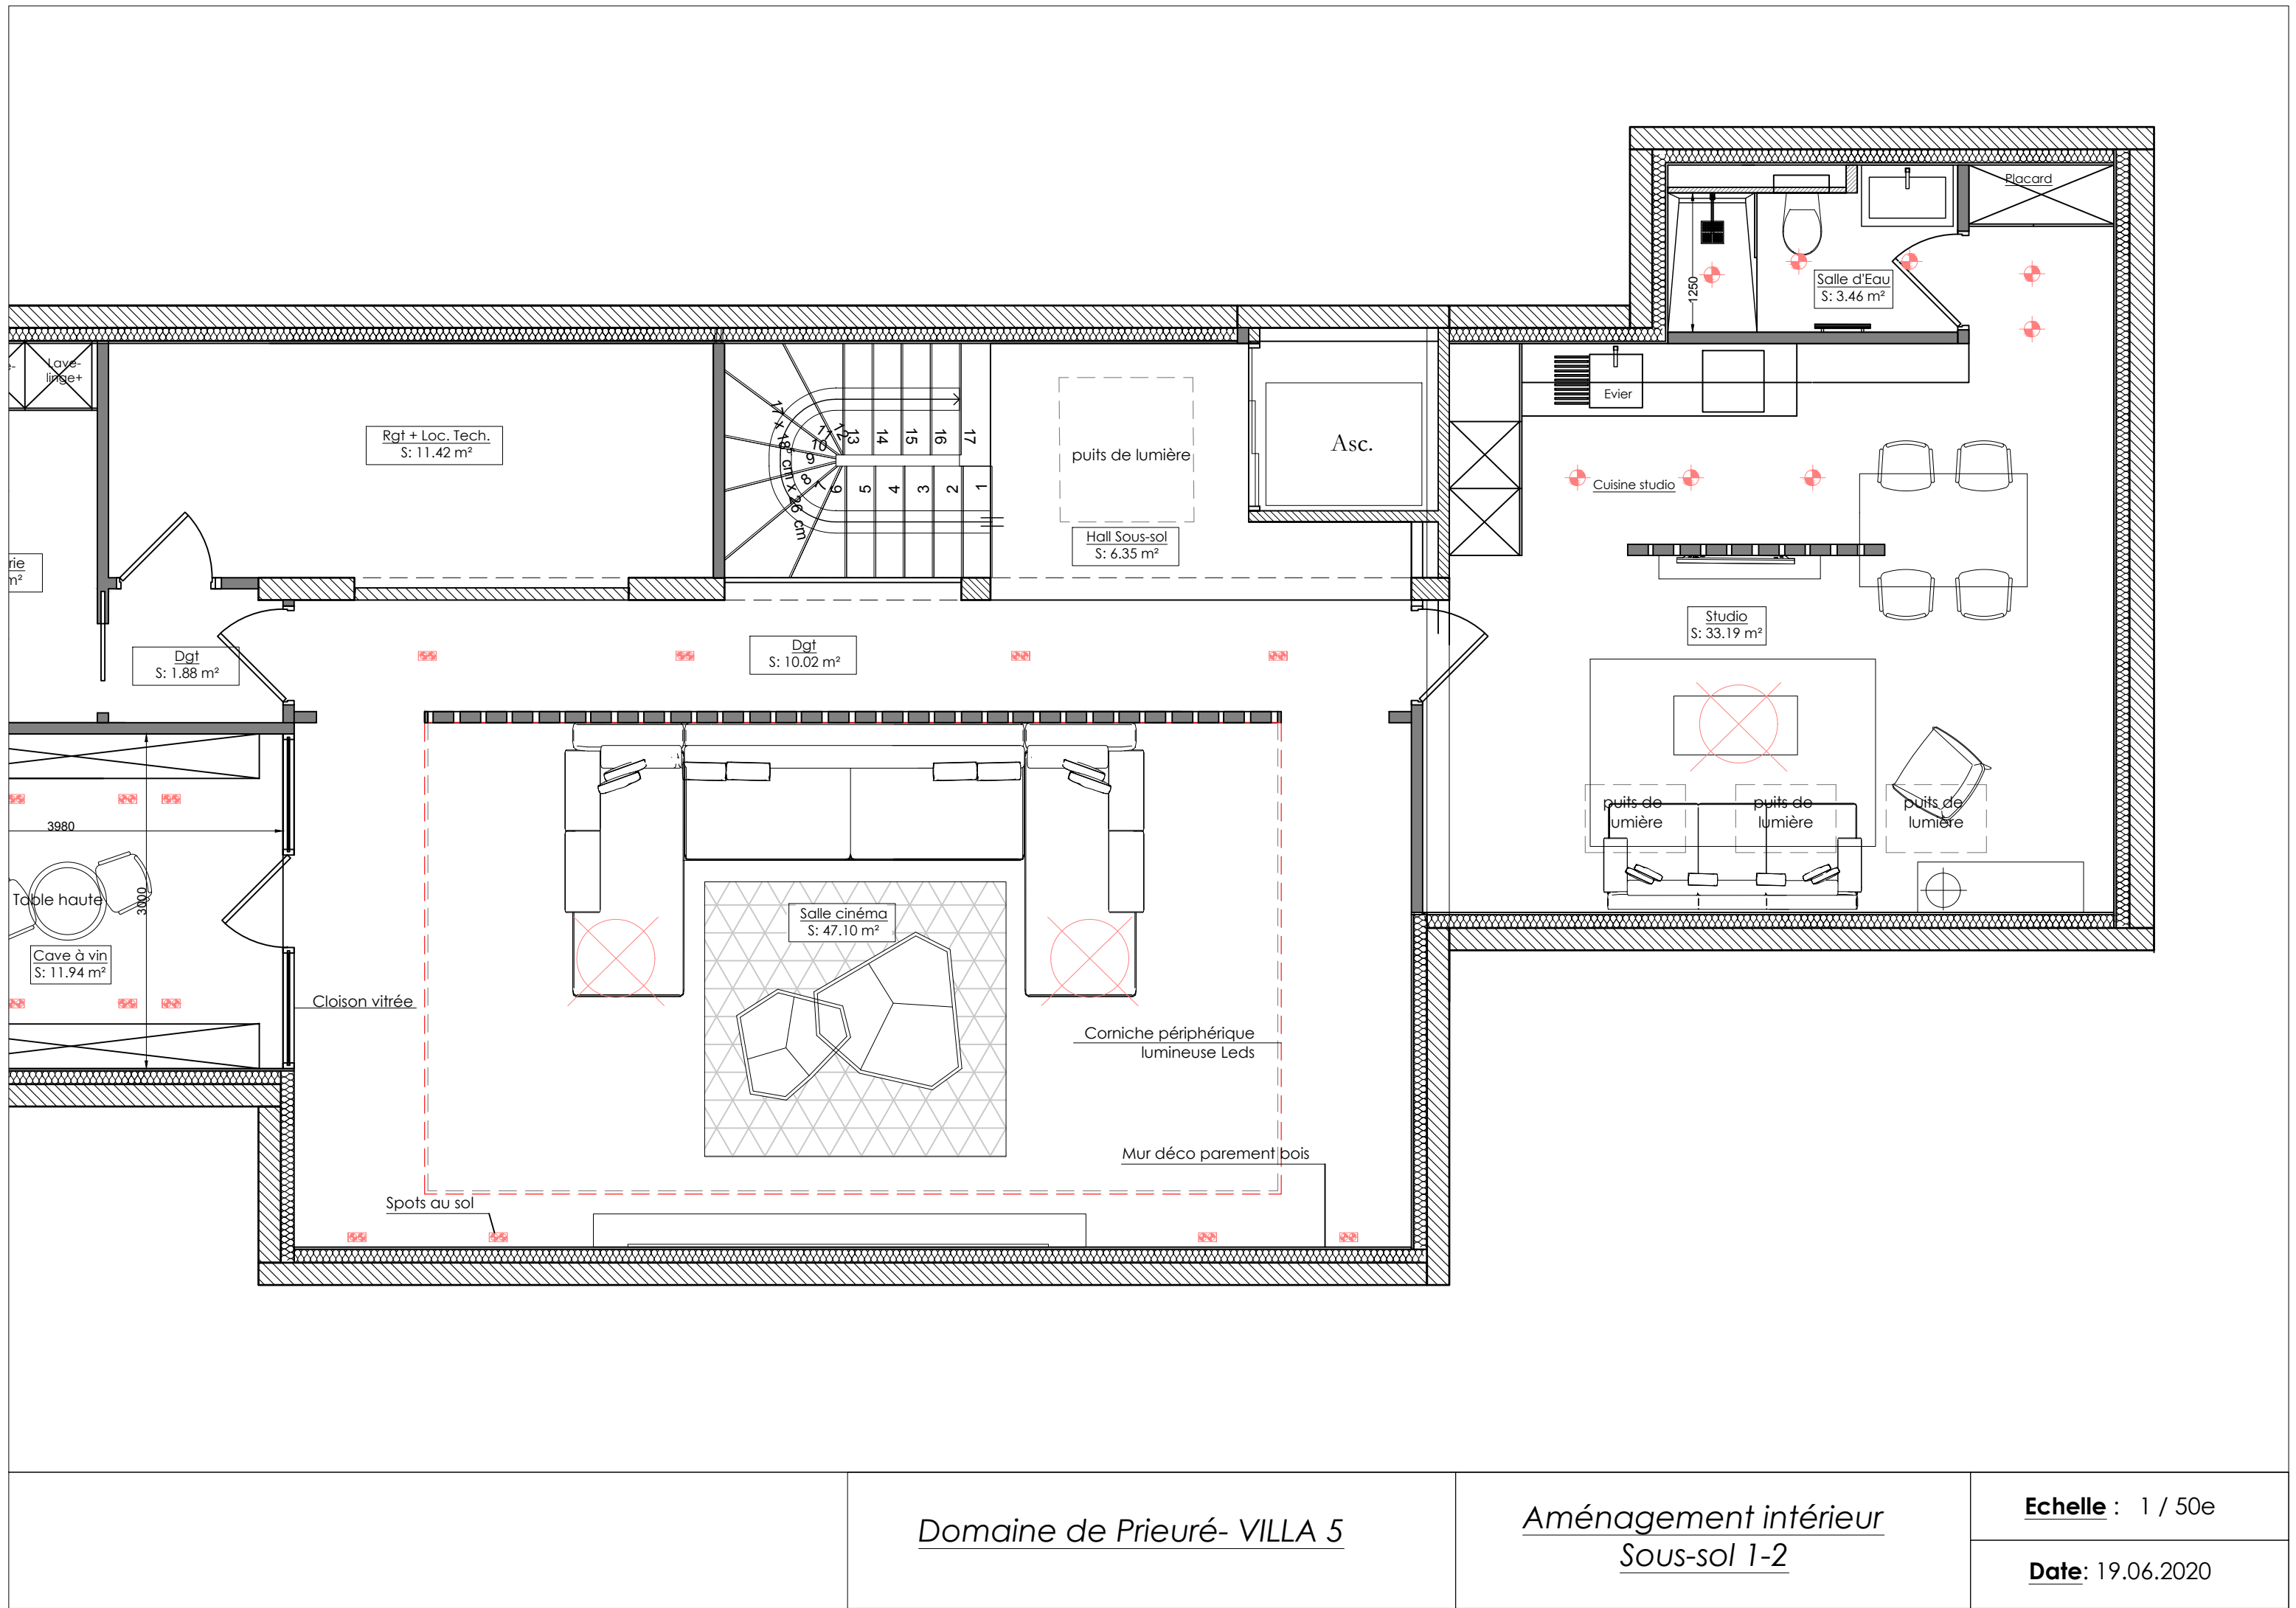 Placard
Salle d'Eau
S: 3.46 m²
1250
Lave-
linge+
e-
Rgt + Loc. Tech.
S: 11.42 m²
17 x 18° cm x 26 cm
1
2
3
4
5
6
7
8
9
10
11
12
13
14
15
16
17
puits de lumière
Asc.
Evier
Cuisine studio
Hall Sous-sol
S: 6.35 m²
rie
m²
Studio
S: 33.19 m²
Dgt
S: 1.88 m²
Dgt
S: 10.02 m²
puits de
lumière
puits de
lumière
puits de
lumière
3980
3000
Table haute
Cave à vin
S: 11.94 m²
Salle cinéma
S: 47.10 m²
Cloison vitrée
Corniche périphérique
lumineuse Leds
Mur déco parement bois
Spots au sol
Domaine de Prieuré- VILLA 5
Aménagement intérieur
Sous-sol 1-2
Echelle : 1 / 50e
Date: 19.06.2020